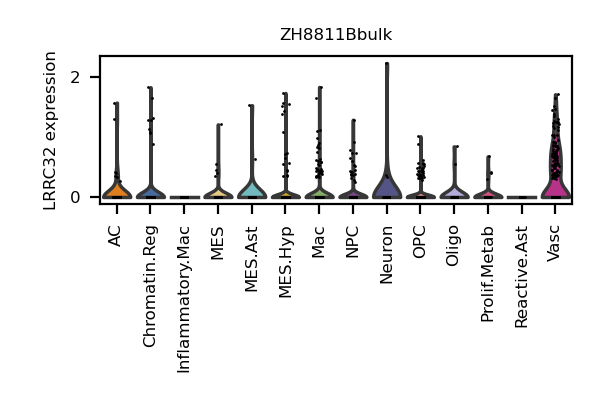 ZH8811Bbulk
LRRC32 expression
2
0
AC
Chromatin.Reg
Inflammatory.Mac
MES
MES.Ast
MES.Hyp
Mac
NPC
Neuron
OPC
Oligo
Prolif.Metab
Reactive.Ast
Vasc